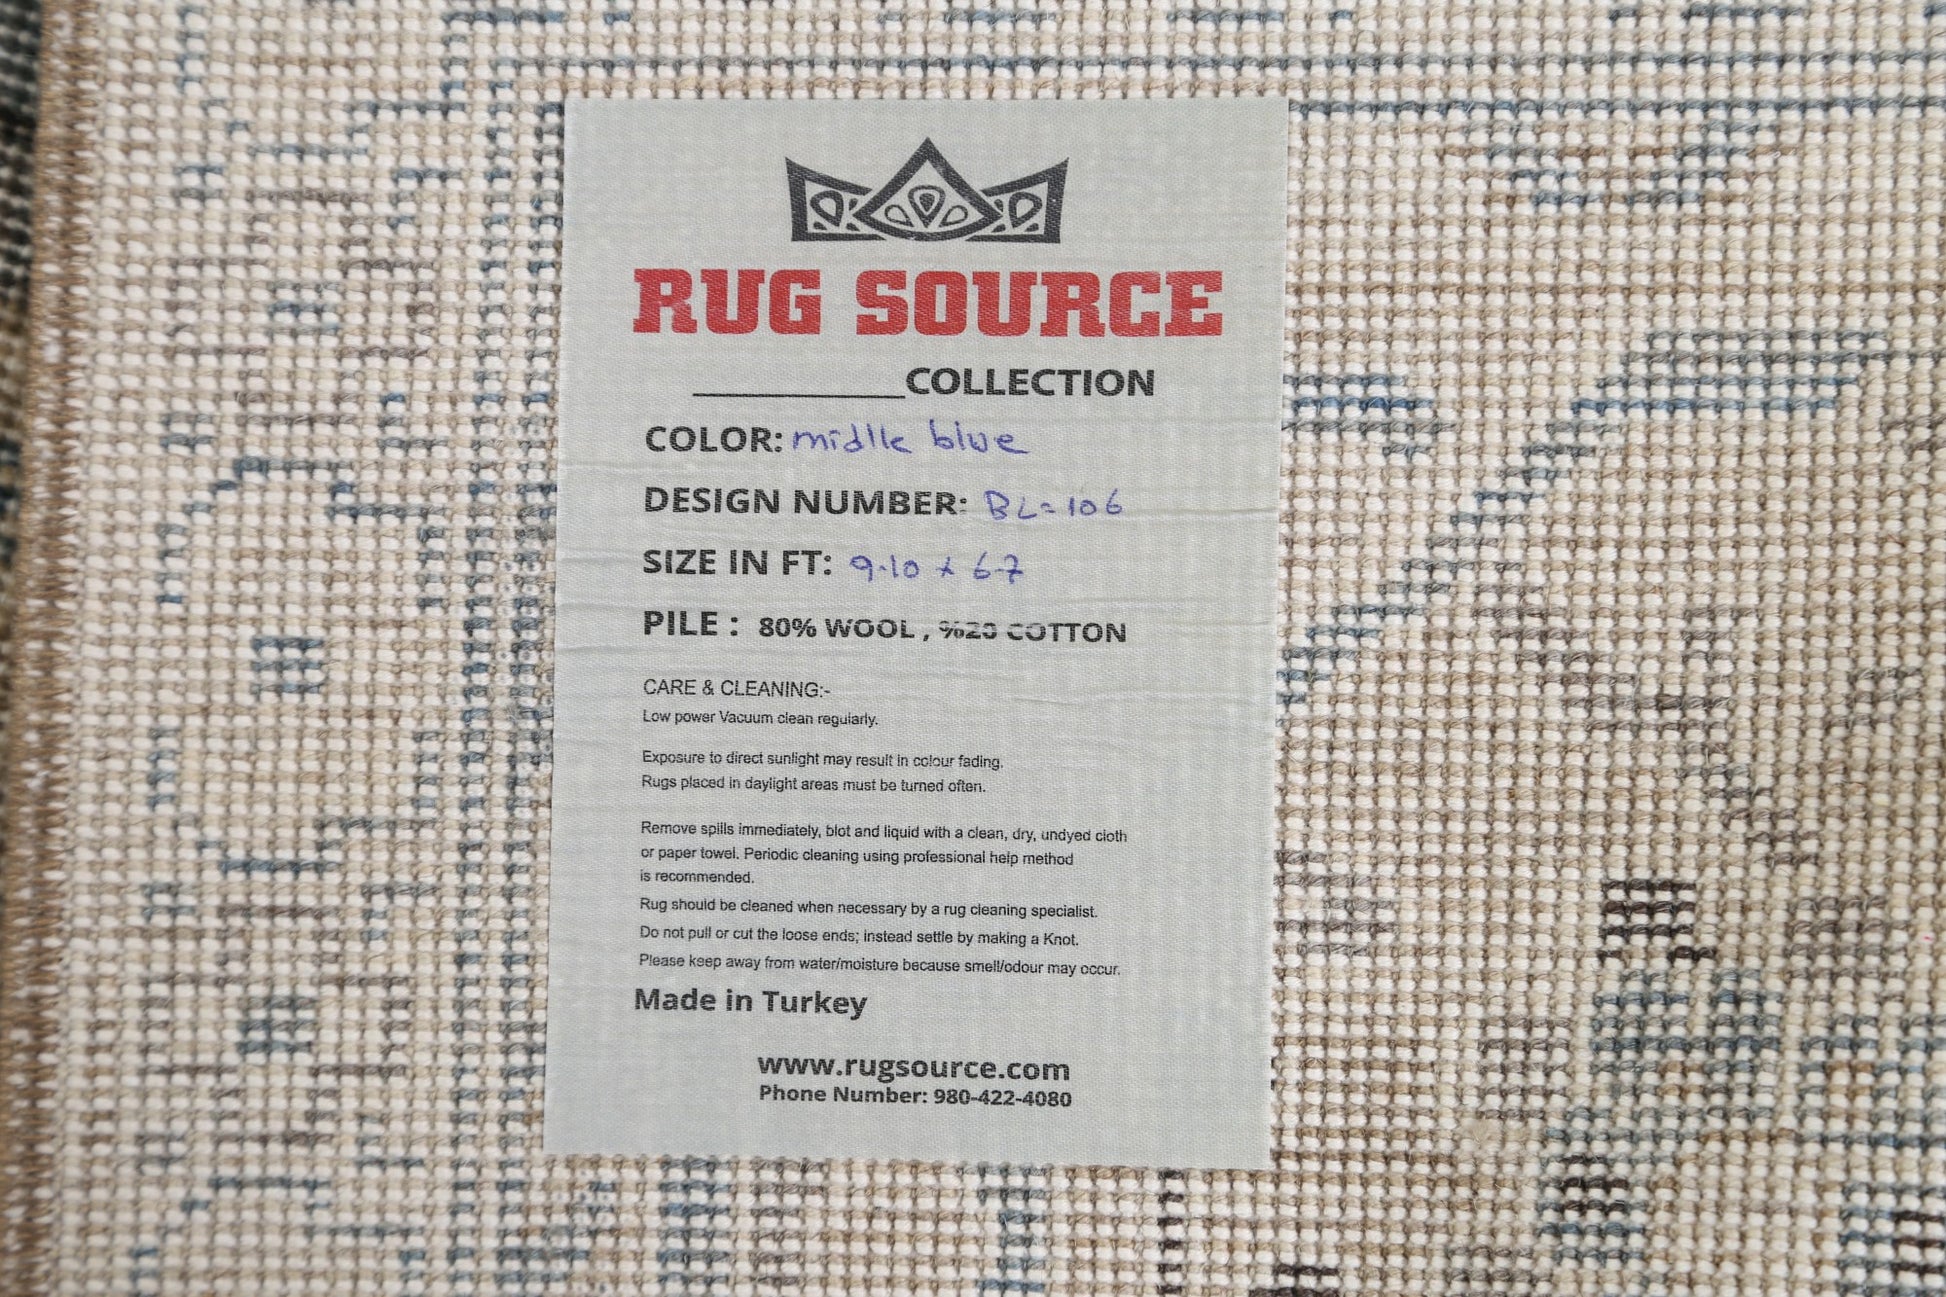 RUG SOURCE
__________COLLECTION
COLOR: midlle blue
DESIGN NUMBER: BL-106
SIZE IN FT: 9.10 x 6-7
PILE : 80% WOOL , %20 COTTON
CARE & CLEANING:-
Low power Vacuum clean regularly.
Exposure to direct sunlight may result in colour fading.
Rugs placed in daylight areas must be turned often.
Remove spills immediately, blot and liquid with a clean, dry, undyed cloth
or paper towel. Periodic cleaning using professional help method
is recommended.
Rug should be cleaned when necessary by a rug cleaning specialist.
Do not pull or cut the loose ends; instead settle by making a Knot.
Please keep away from water/moisture because smell/odour may occur.
Made in Turkey
www.rugsource.com
Phone Number: 980-422-4080